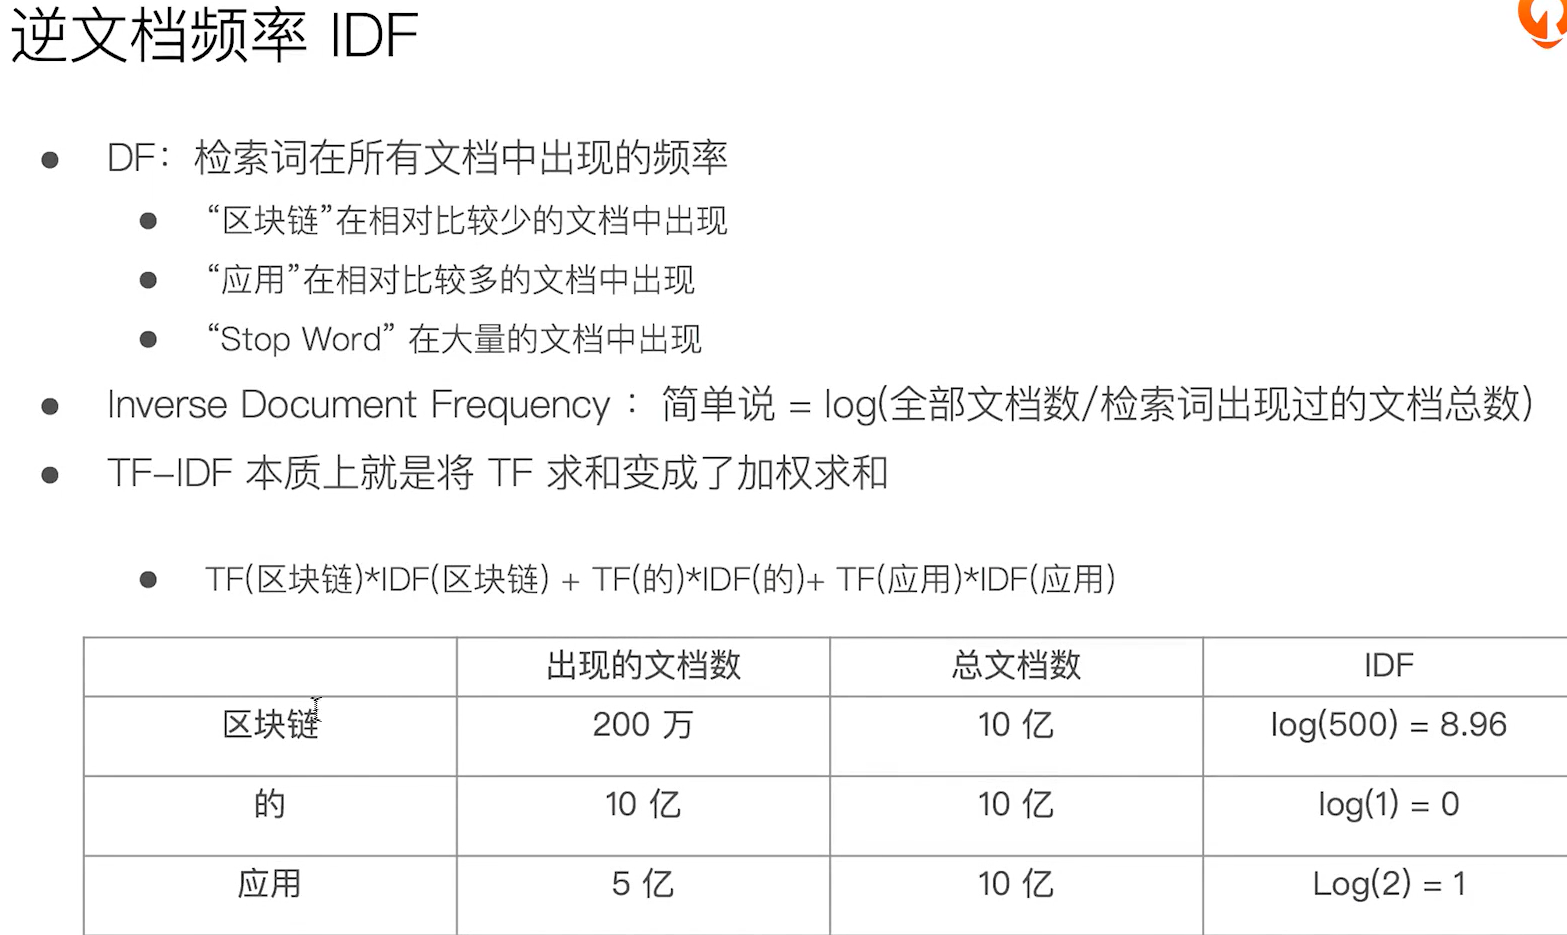 逆文档频率 IDF
DF：检索词在所有文档中出现的频率
“区块链”在相对比较少的文档中出现
“应用”在相对比较多的文档中出现
“Stop Word” 在大量的文档中出现
Inverse Document Frequency ：简单说 = log(全部文档数/检索词出现过的文档总数)
TF–IDF 本质上就是将 TF 求和变成了加权求和
TF(区块链)*IDF(区块链) + TF(的)*IDF(的)+ TF(应用)*IDF(应用)
出现的文档数 总文档数 IDF
区块链 200 万 10 亿 log(500) = 8.96
的 10 亿 10 亿 log(1) = 0
应用 5 亿 10 亿 Log(2) = 1